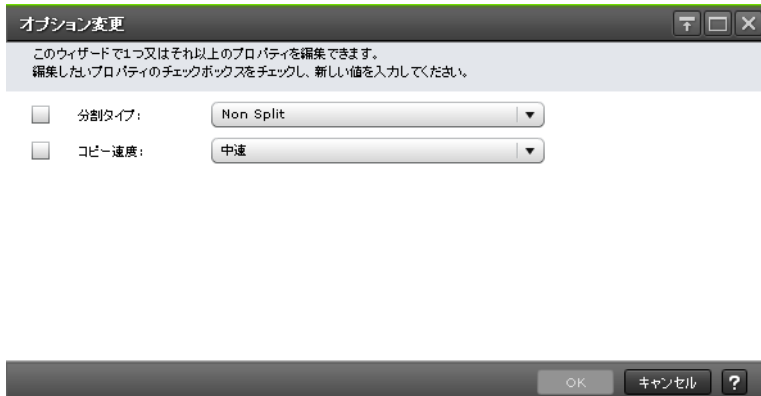 オプション変更
このウィザードで1つ又はそれ以上のプロパティを編集できます。
編集したいプロパティのチェックボックスをチェックし、新しい値を入力してください。
分割タイプ: Non Split
コピー速度: 中速
OK キャンセル ?